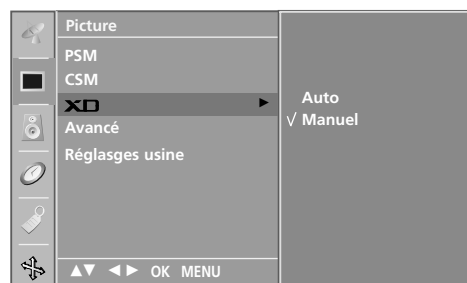 Picture
PSM
CSM
XD ►
Avancé
Réglasges usine
Auto
√ Manuel
▲▼ ◄► OK MENU